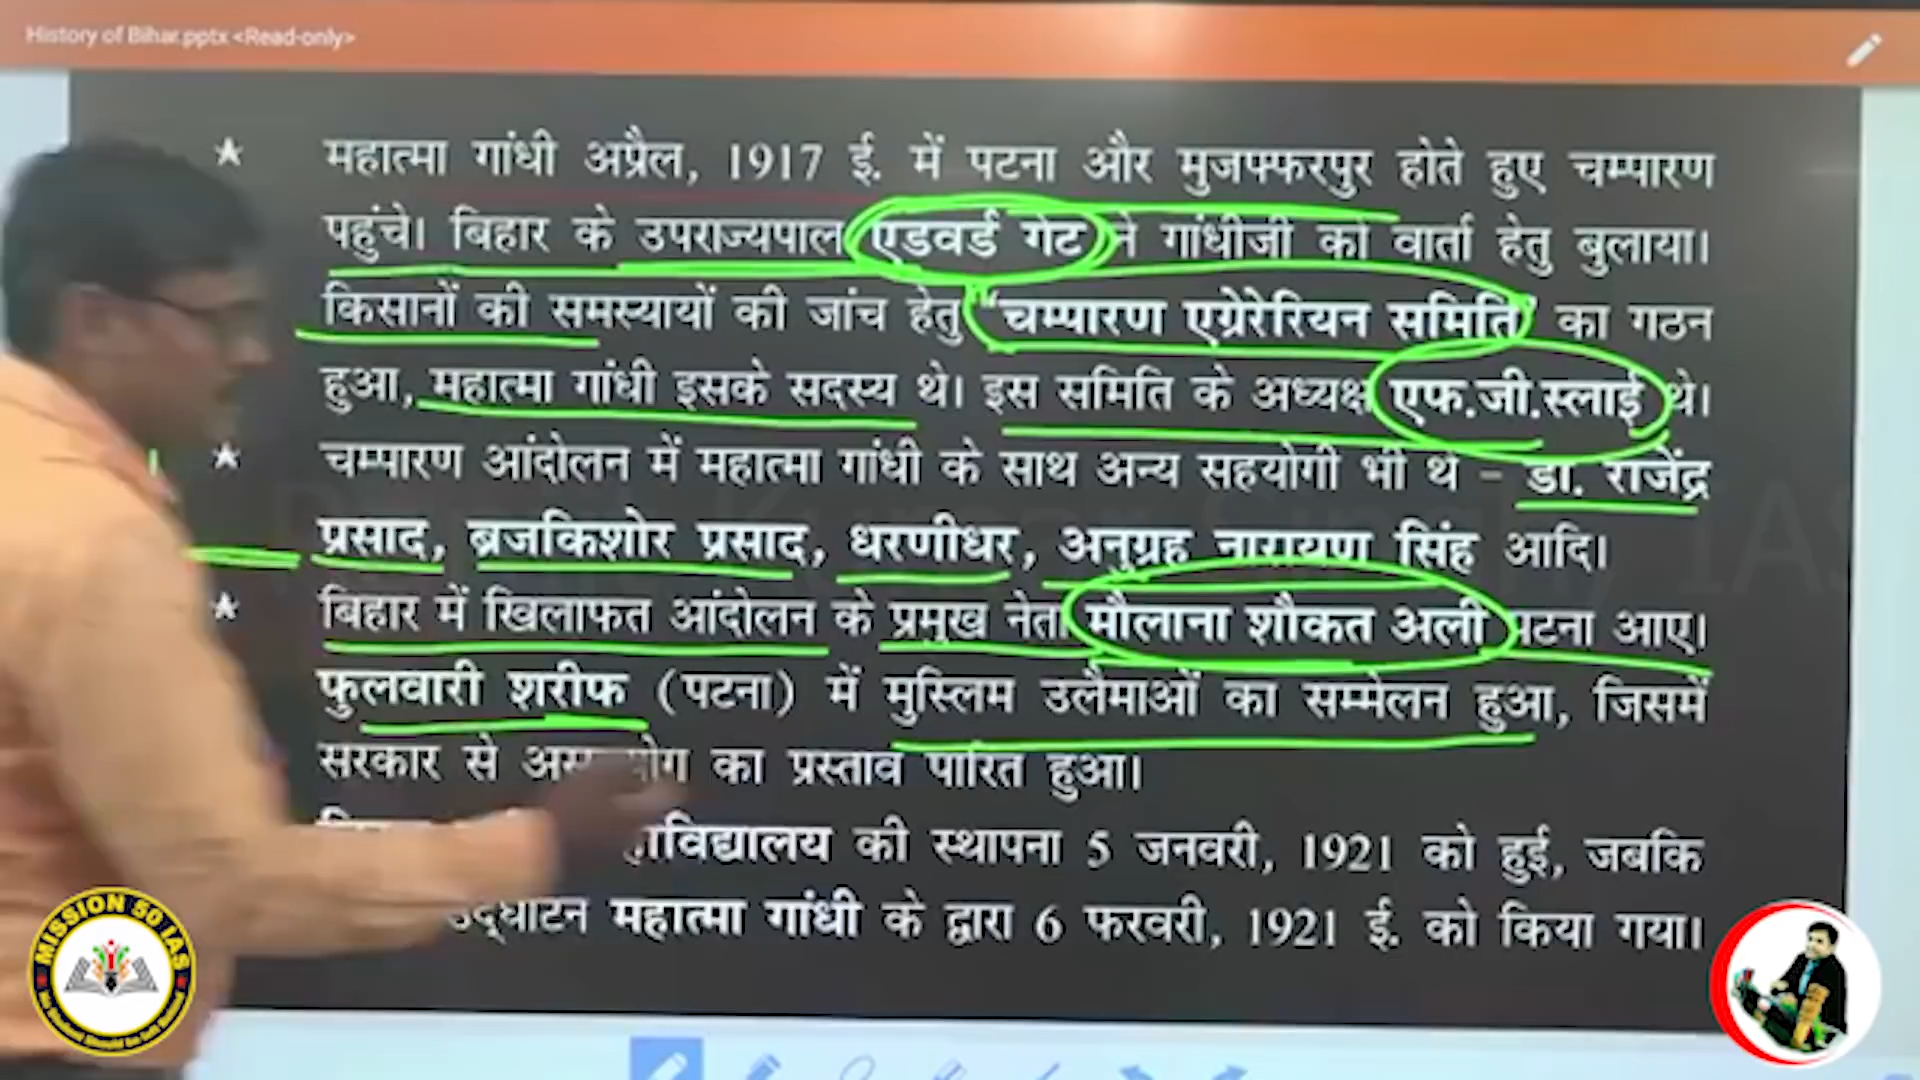 History of Bihar.pptx <Read-only>
★ महात्मा गांधी अप्रैल, 1917 ई. में पटना और मुजफ्फरपुर होते हुए चम्पारण
पहुंचे। बिहार के उपराज्यपाल एडवर्ड गेट ने गांधीजी को वार्ता हेतु बुलाया।
किसानों की समस्यायों की जांच हेतु "चम्पारण एग्रेरेरियन समिति" का गठन
हुआ, महात्मा गांधी इसके सदस्य थे। इस समिति के अध्यक्ष एफ.जी.स्लाई थे।
★ चम्पारण आंदोलन में महात्मा गांधी के साथ अन्य सहयोगी भी थे – डा. राजेंद्र
प्रसाद, ब्रजकिशोर प्रसाद, धरणीधर, अनुग्रह नारायण सिंह आदि।
★ बिहार में खिलाफत आंदोलन के प्रमुख नेता मौलाना शौकत अली पटना आए।
फुलवारी शरीफ (पटना) में मुस्लिम उलेमाओं का सम्मेलन हुआ, जिसमें
सरकार से का प्रस्ताव पारित हुआ।
की स्थापना 5 जनवरी, 1921 को हुई, जबकि
उद्घाटन महात्मा गांधी के द्वारा 6 फरवरी, 1921 ई. को किया गया।
MISSION 50 IAS